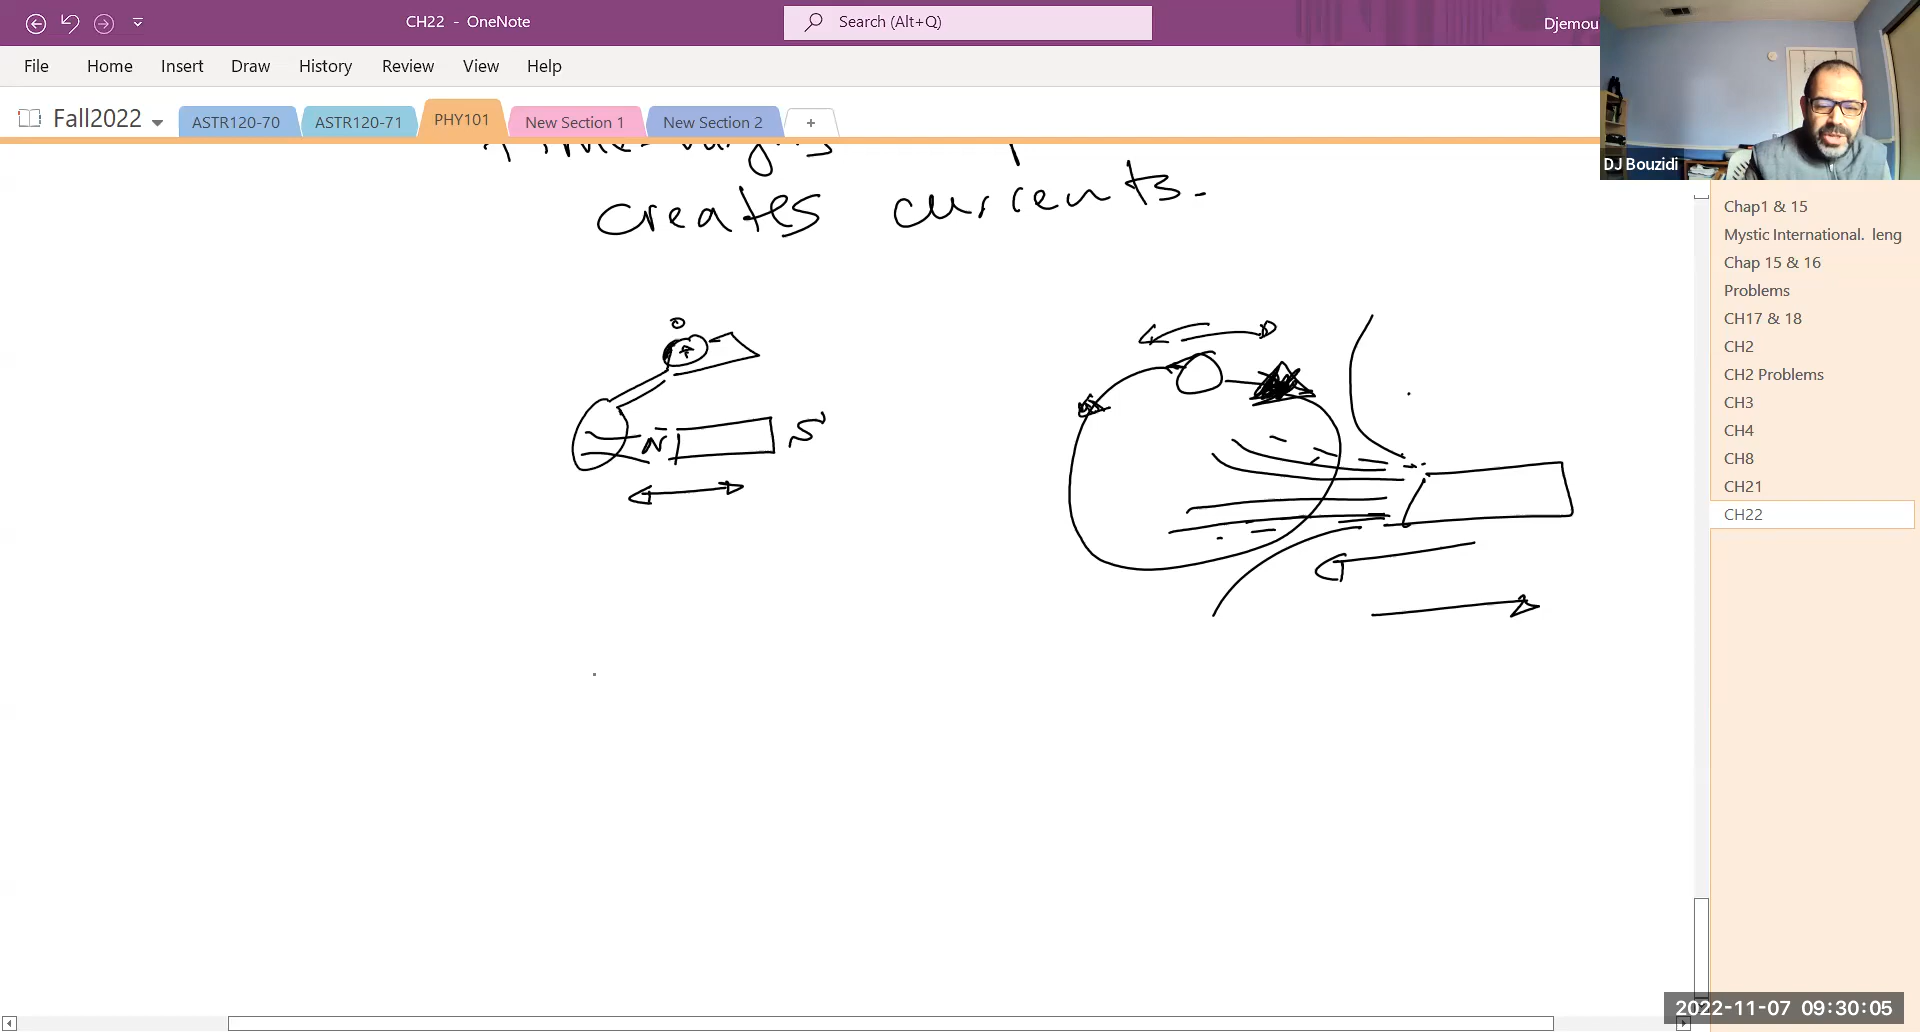 CH22 - OneNote
Search (Alt+Q)
Djemou
File Home Insert Draw History Review View Help
Fall2022 ASTR120-70 ASTR120-71 PHY101 New Section 1 New Section 2 +
DJ Bouzidi
creates currents.
N S
Chap1 & 15
Mystic International. leng
Chap 15 & 16
Problems
CH17 & 18
CH2
CH2 Problems
CH3
CH4
CH8
CH21
CH22
2022-11-07 09:30:05